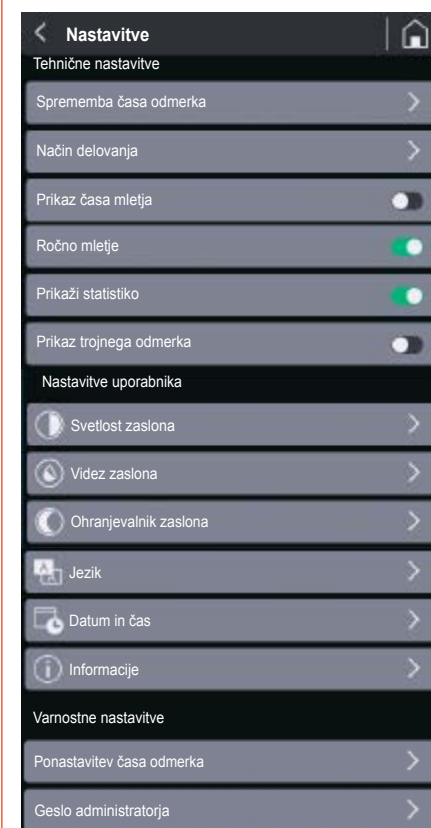 Nastavitve
Tehnične nastavitve
Sprememba časa odmerka
Način delovanja
Prikaz časa mletja
Ročno mletje
Prikaži statistiko
Prikaz trojnega odmerka
Nastavitve uporabnika
Svetlost zaslona
Videz zaslona
Ohranjevalnik zaslona
Jezik
Datum in čas
Informacije
Varnostne nastavitve
Ponastavitev časa odmerka
Geslo administratorja